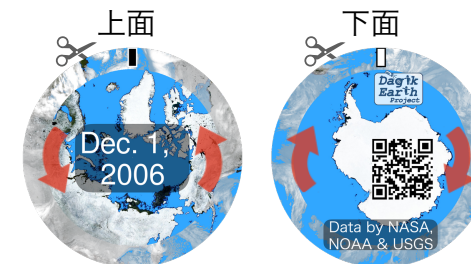 上面
下面
Dec. 1,
2006
Dagik
Earth
Project
Data by NASA,
NOAA & USGS